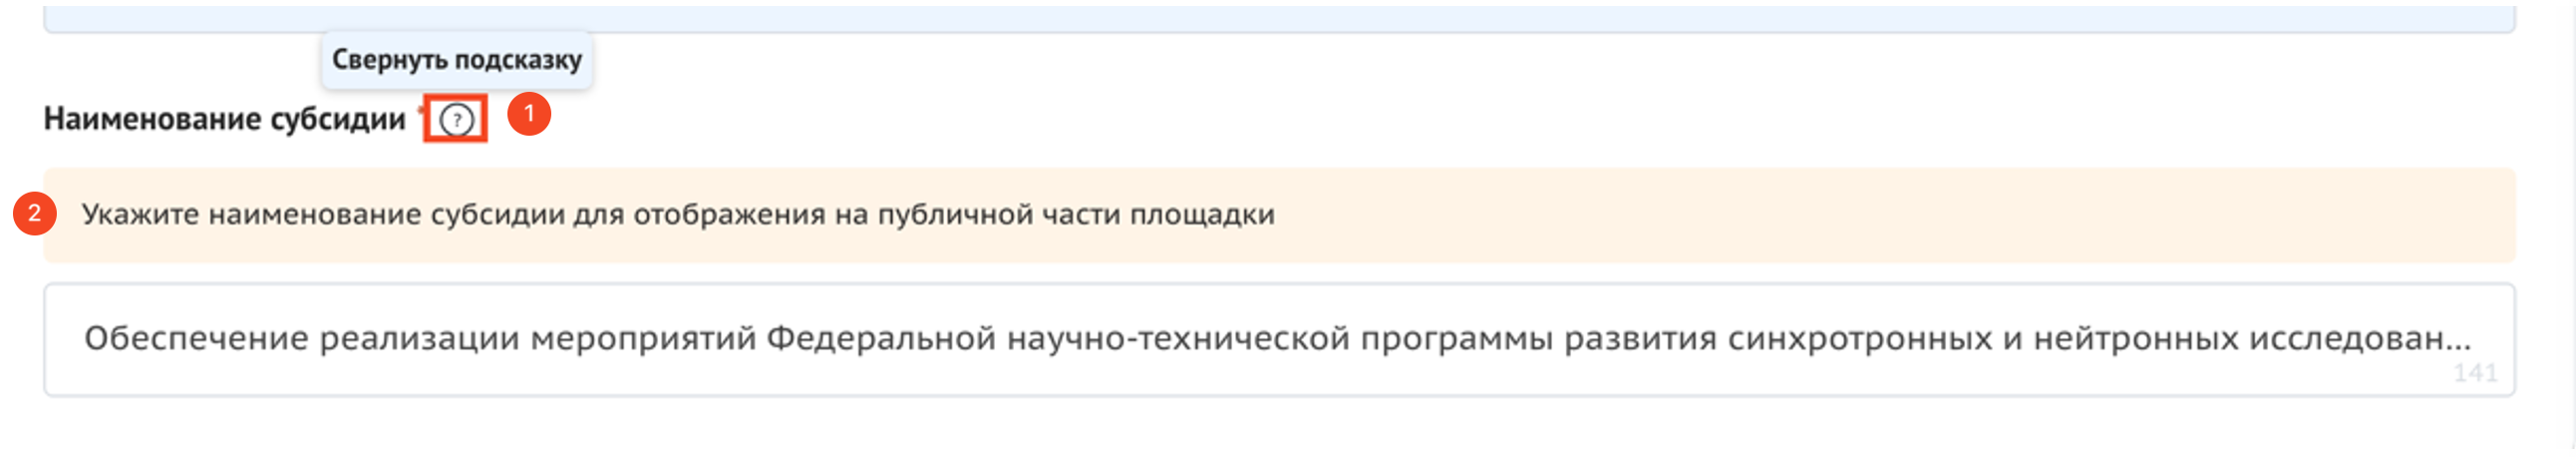 Свернуть подсказку
Наименование субсидии * ? 1
2 Укажите наименование субсидии для отображения на публичной части площадки
Обеспечение реализации мероприятий Федеральной научно-технической программы развития синхротронных и нейтронных исследован...
141